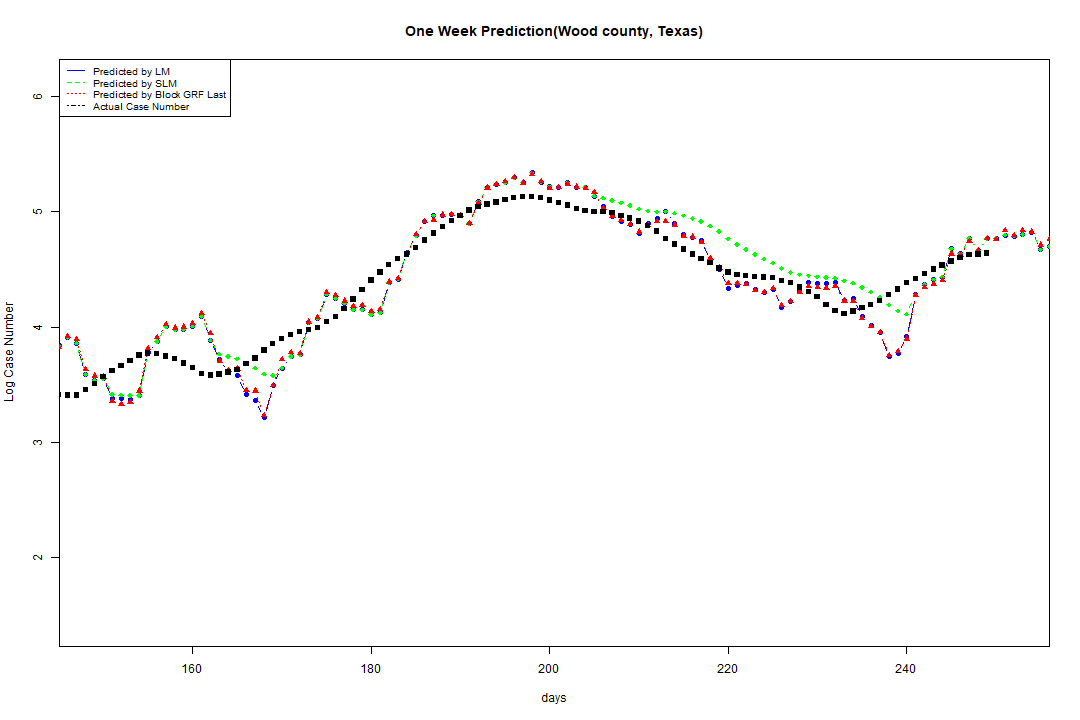 One Week Prediction(Wood county, Texas)
Predicted by LM
Predicted by SLM
Predicted by Block GRF Last
Actual Case Number
6
5
4
3
2
Log Case Number
160
180
200
220
240
days